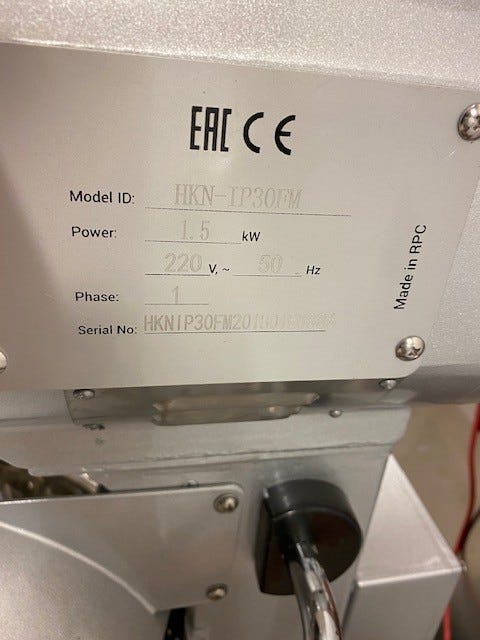 EAC CE
Model ID: HKN-IP30FM
Power: 1.5 kW
220 V, ~ 50 Hz
Phase: 1
Serial No:
Made in RPC